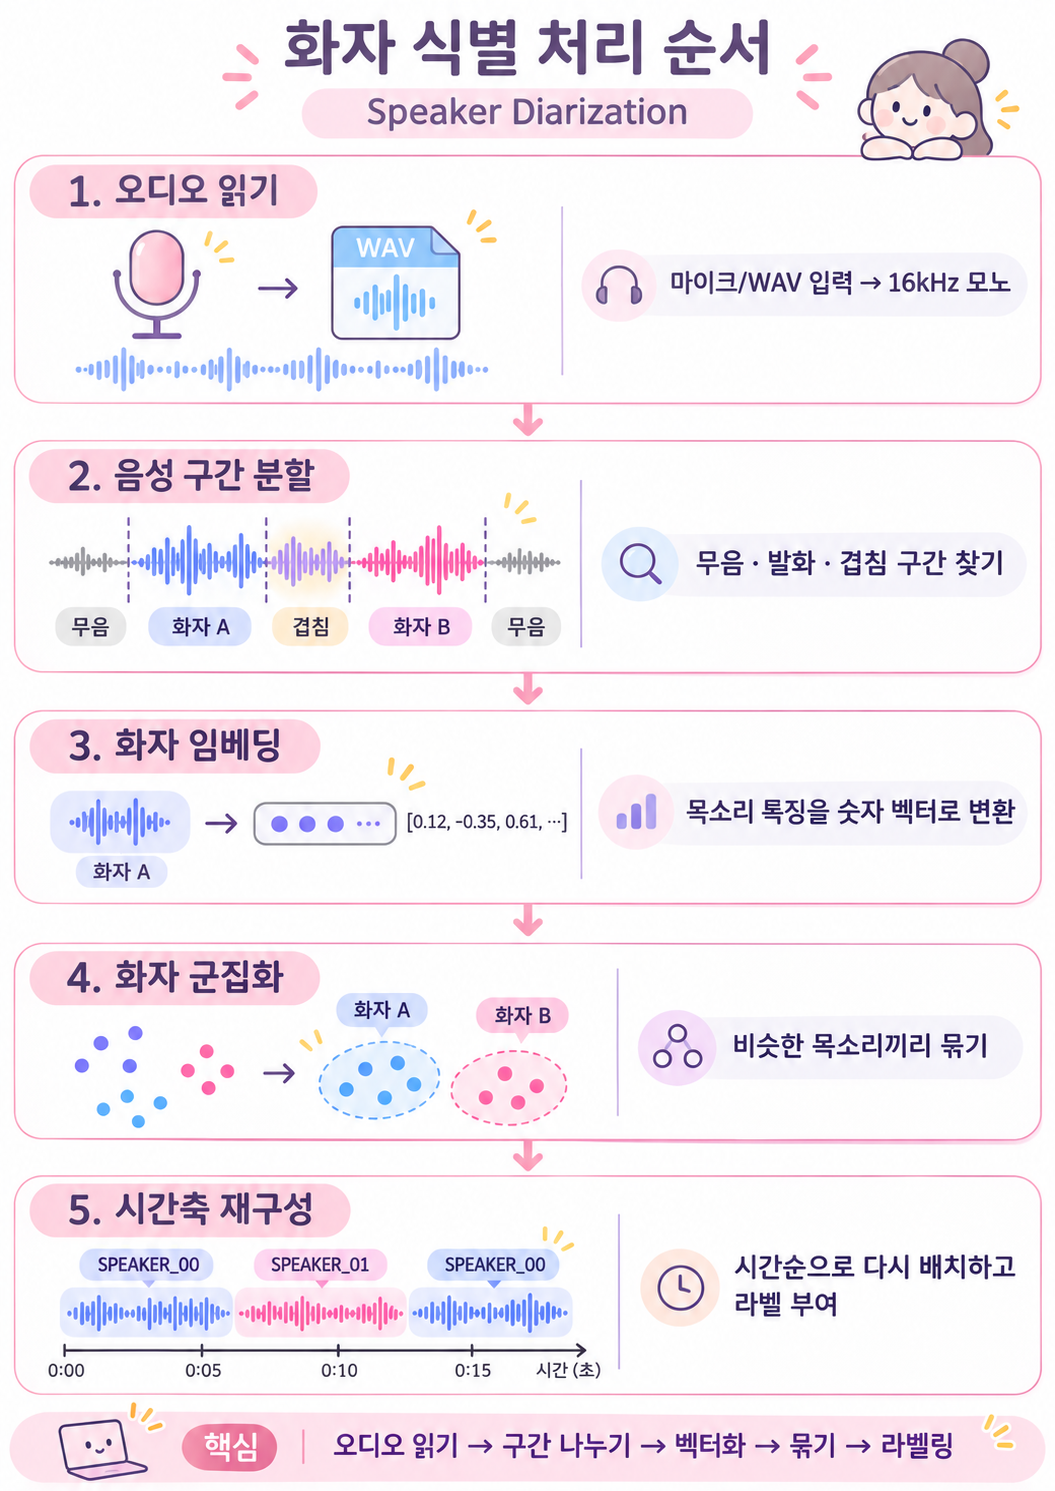 화자 식별 처리 순서
Speaker Diarization
1. 오디오 읽기
WAV
마이크/WAV 입력 → 16kHz 모노
2. 음성 구간 분할
무음
화자 A
겹침
화자 B
무음
무음 · 발화 · 겹침 구간 찾기
3. 화자 임베딩
[0.12, -0.35, 0.61, ···]
화자 A
목소리 특징을 숫자 벡터로 변환
4. 화자 군집화
화자 A
화자 B
비슷한 목소리끼리 묶기
5. 시간축 재구성
SPEAKER_00
SPEAKER_01
SPEAKER_00
0:00
0:05
0:10
0:15
시간 (초)
시간순으로 다시 배치하고
라벨 부여
핵심
오디오 읽기 → 구간 나누기 → 벡터화 → 묶기 → 라벨링